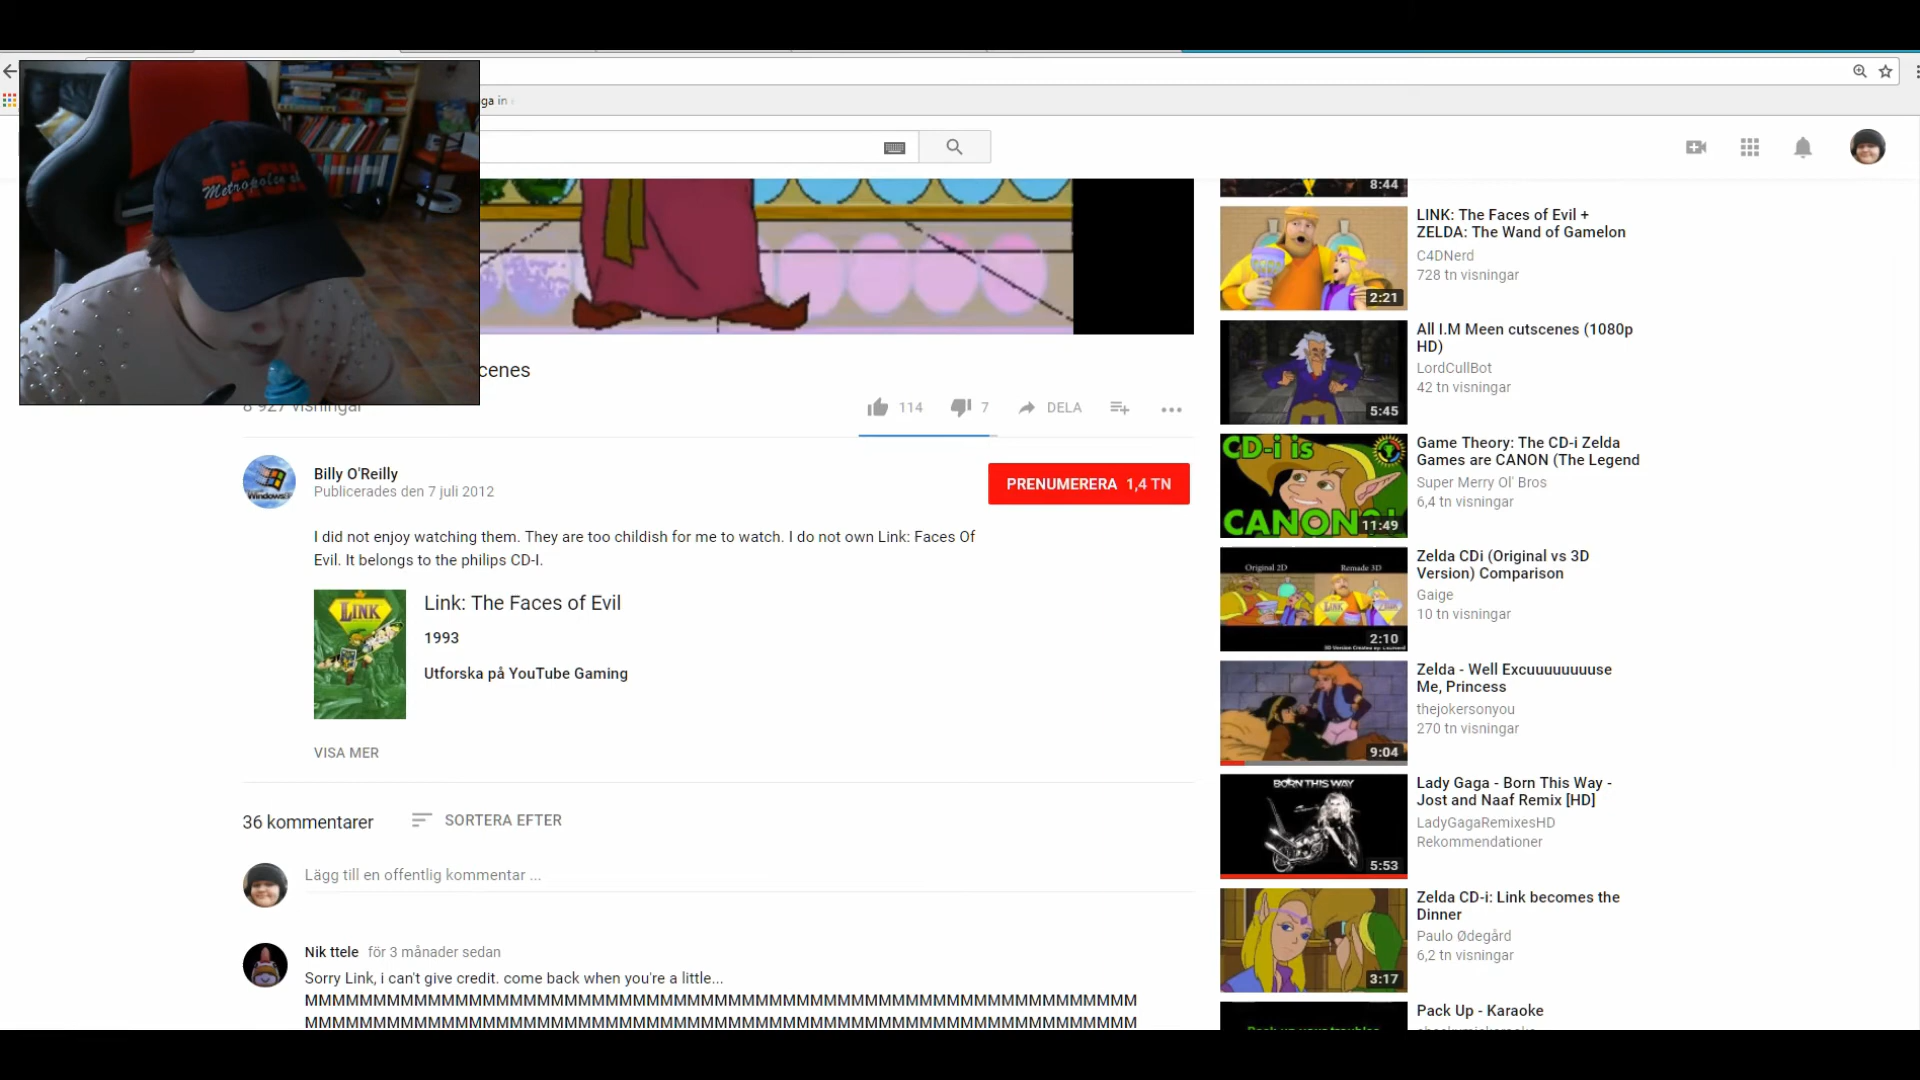 ga in
BÄCK
Metropolen ab
cenes
8 927 visningar
114
7
DELA
Billy O'Reilly
Publicerades den 7 juli 2012
PRENUMERERA 1,4 TN
I did not enjoy watching them. They are too childish for me to watch. I do not own Link: Faces Of
Evil. It belongs to the philips CD-I.
LINK
Link: The Faces of Evil
1993
Utforska på YouTube Gaming
VISA MER
36 kommentarer
SORTERA EFTER
Lägg till en offentlig kommentar ...
Nik ttele för 3 månader sedan
Sorry Link, i can't give credit. come back when you're a little...
MMMMMMMMMMMMMMMMMMMMMMMMMMMMMMMMMMMMMMMMMMMMMMMMMMMMMMMMMMMMM
MMMMMMMMMMMMMMMMMMMMMMMMMMMMMMMMMMMMMMMMMMMMMMMMMMMMMMMMMMMMM
8:44
LINK: The Faces of Evil +
ZELDA: The Wand of Gamelon
C4DNerd
728 tn visningar
2:21
All I.M Meen cutscenes (1080p
HD)
LordCullBot
42 tn visningar
5:45
CD-i is
CANON!
11:49
Game Theory: The CD-i Zelda
Games are CANON (The Legend
Super Merry Ol' Bros
6,4 tn visningar
Original 2D
Remade 3D
2:10
Zelda CDi (Original vs 3D
Version) Comparison
Gaige
10 tn visningar
Zelda - Well Excuuuuuuuuse
Me, Princess
thejokersonyou
270 tn visningar
9:04
BORN THIS WAY
5:53
Lady Gaga - Born This Way -
Jost and Naaf Remix [HD]
LadyGagaRemixesHD
Rekommendationer
Zelda CD-i: Link becomes the
Dinner
Paulo Ødegård
6,2 tn visningar
3:17
Pack Up - Karaoke